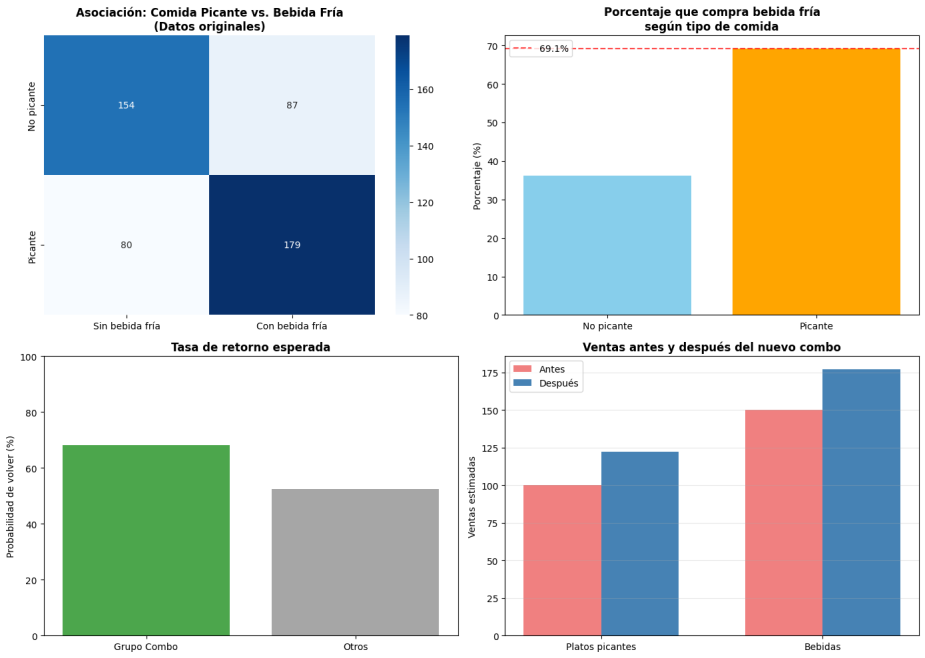 Asociación: Comida Picante vs. Bebida Fría
(Datos originales)
No picante
Picante
154
87
80
179
Sin bebida fría
Con bebida fría
160
140
120
100
80
Porcentaje que compra bebida fría
según tipo de comida
69.1%
Porcentaje (%)
70
60
50
40
30
20
10
0
No picante
Picante
Tasa de retorno esperada
Probabilidad de volver (%)
100
80
60
40
20
0
Grupo Combo
Otros
Ventas antes y después del nuevo combo
Antes
Después
Ventas estimadas
175
150
125
100
75
50
25
0
Platos picantes
Bebidas